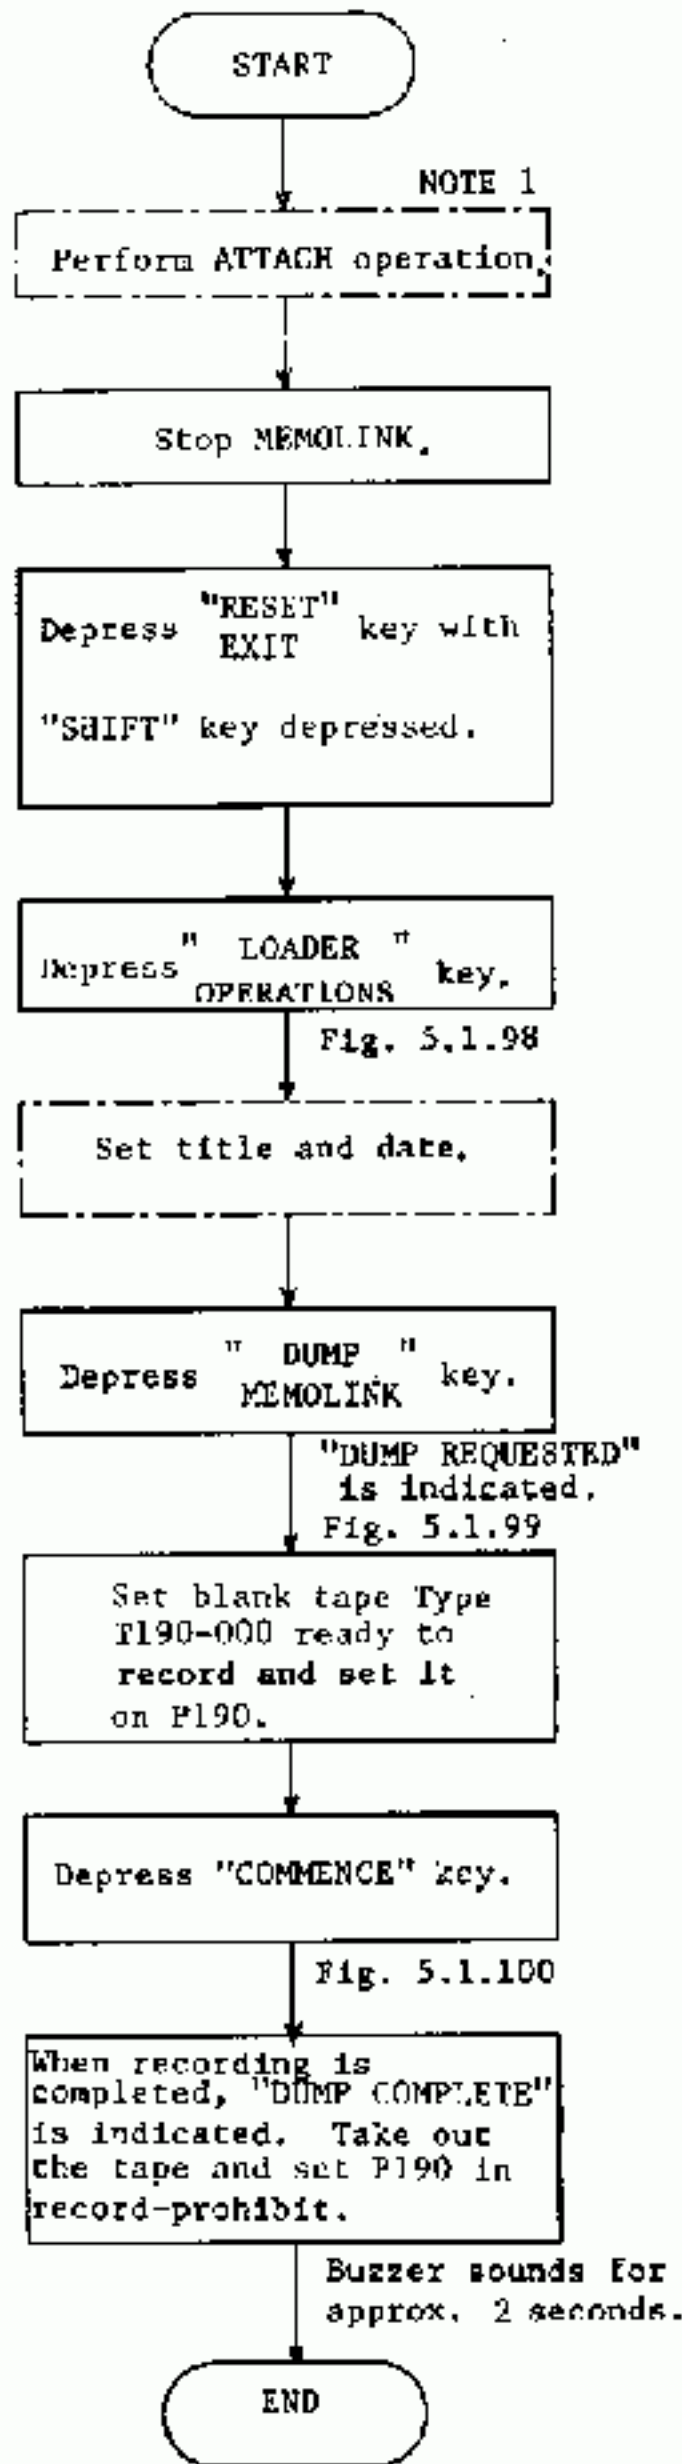 START
NOTE 1
Perform ATTACH operation.
Stop MEMOLINK.
Depress "RESET" key with
EXIT
"SHIFT" key depressed.
Depress " LOADER " key.
OPERATIONS
Fig. 5.1.98
Set title and date.
Depress " DUMP " key.
MEMOLINK
"DUMP REQUESTED"
is indicated.
Fig. 5.1.99
Set blank tape Type
P190-000 ready to
record and set it
on P190.
Depress "COMMENCE" key.
Fig. 5.1.100
When recording is
completed, "DUMP COMPLETE"
is indicated. Take out
the tape and set P190 in
record-prohibit.
Buzzer sounds for
approx. 2 seconds.
END